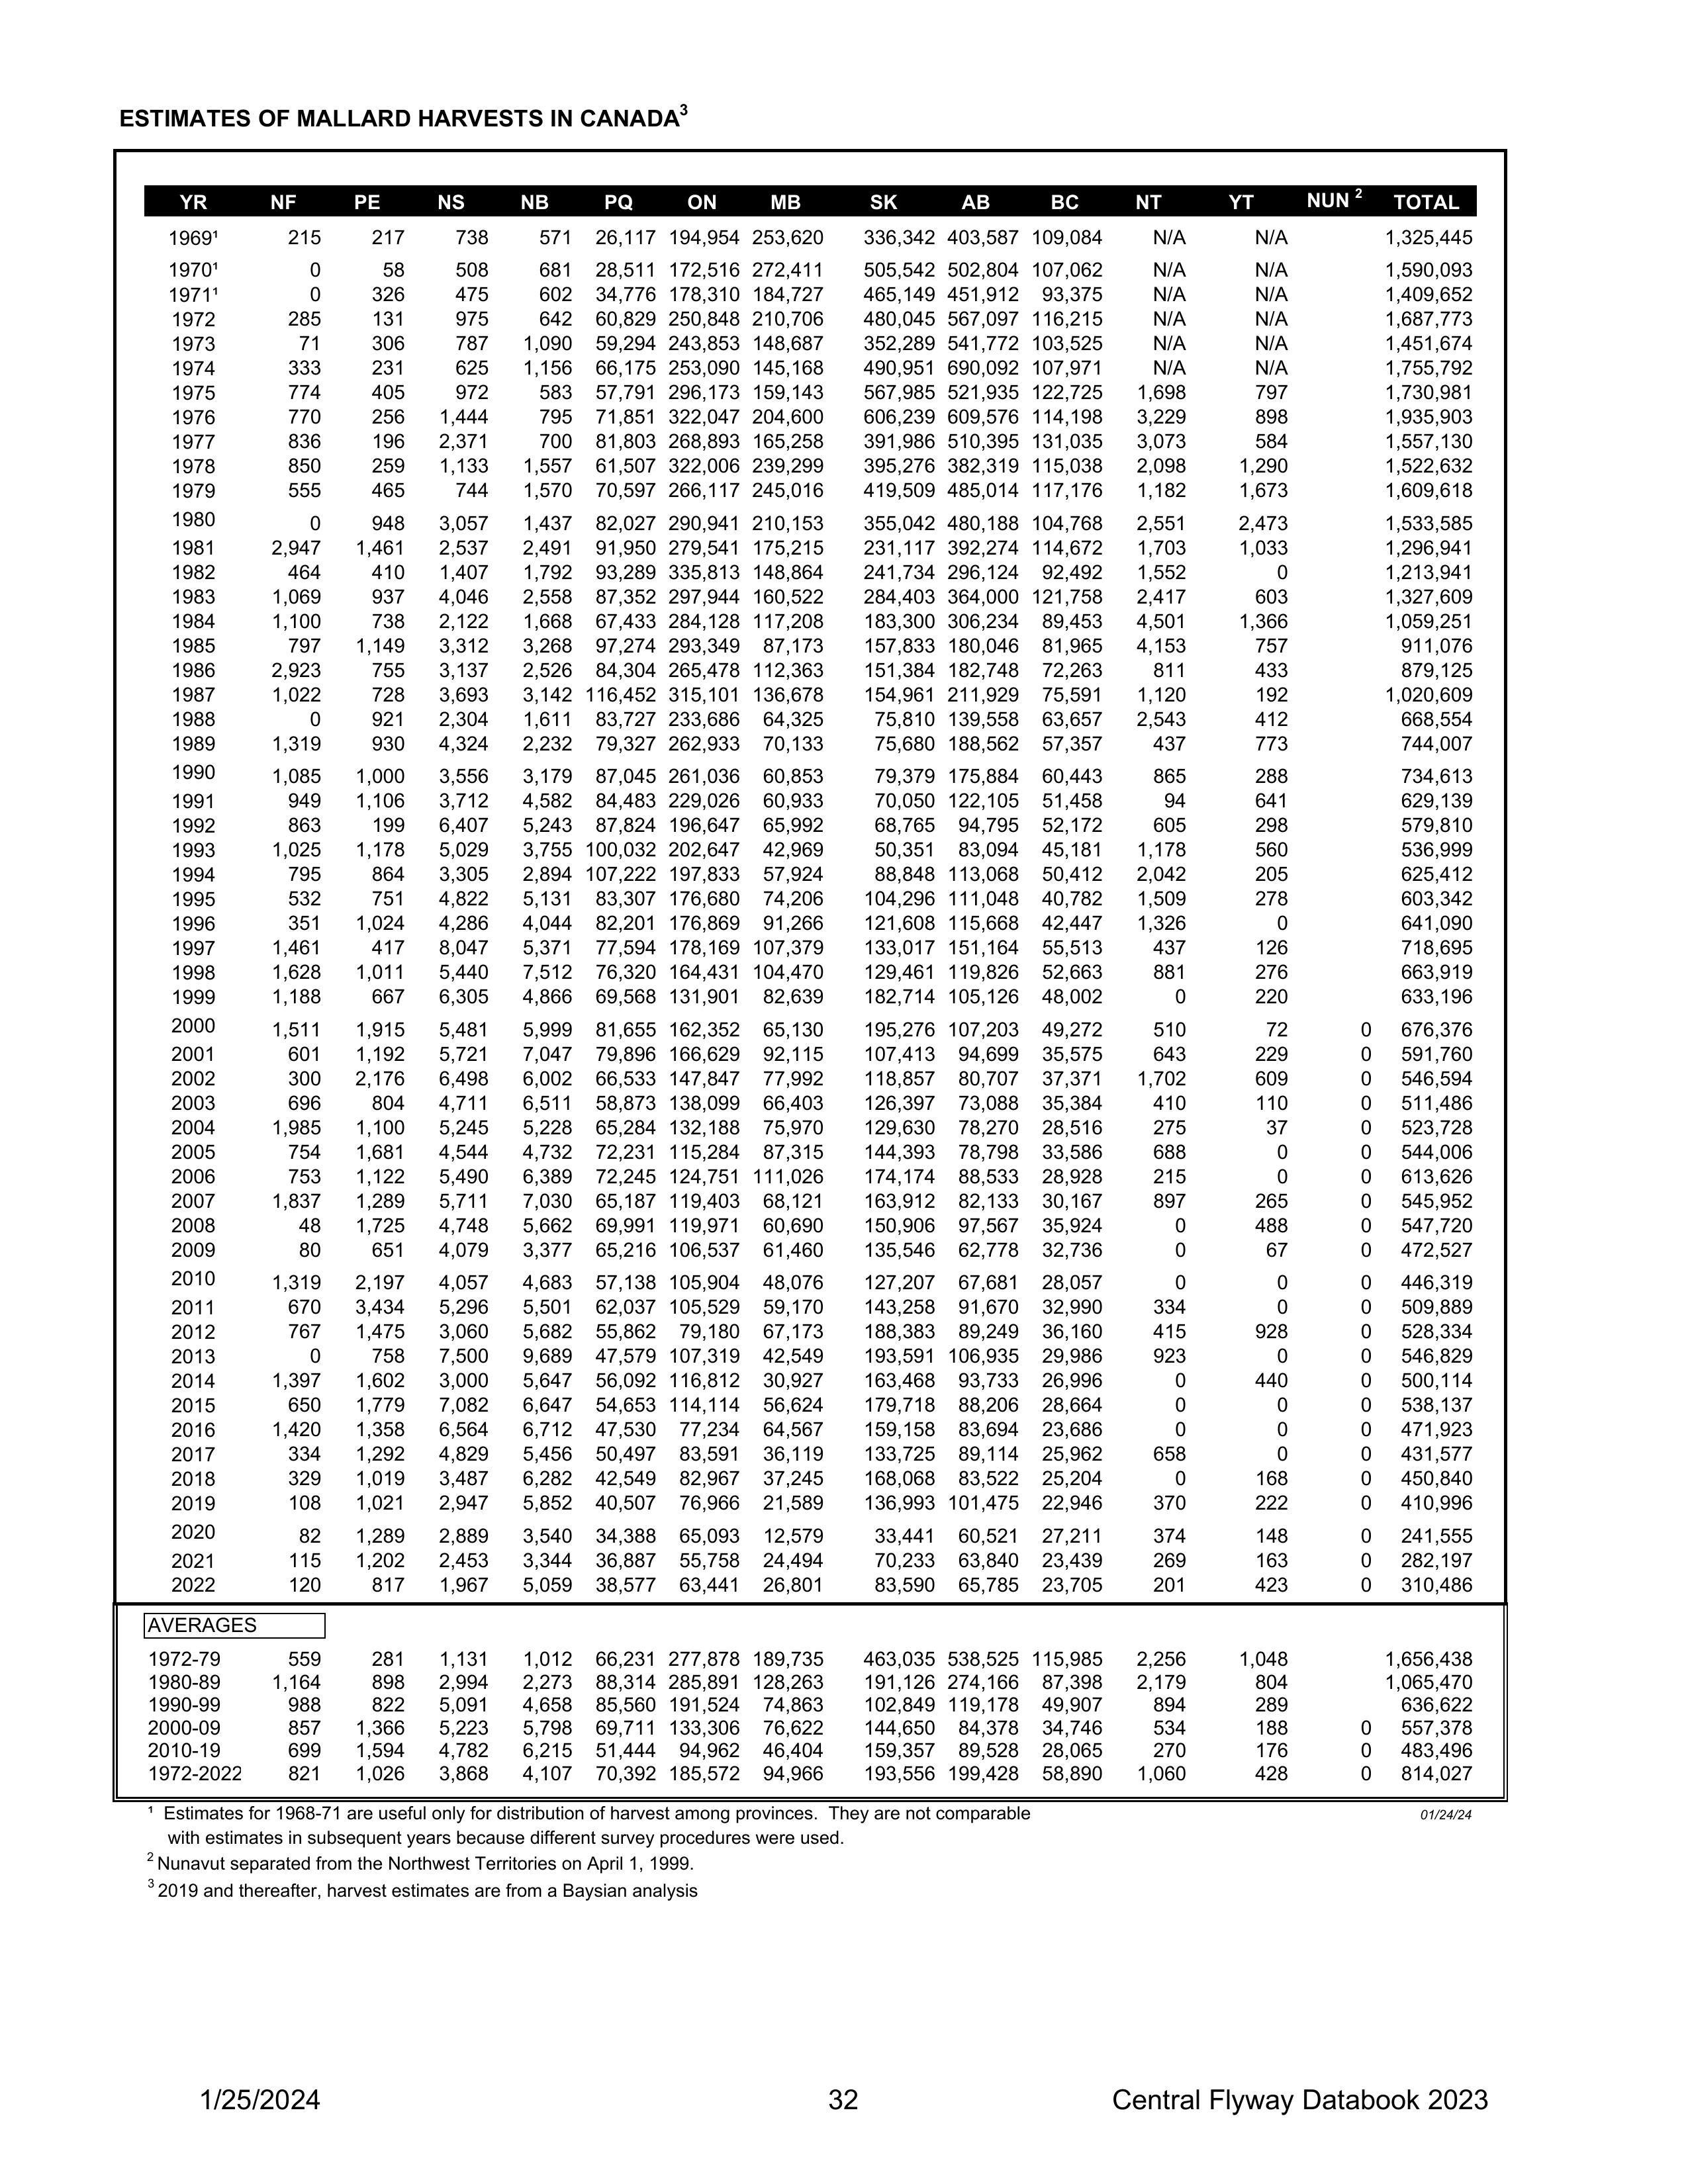 ESTIMATES OF MALLARD HARVESTS IN CANADA3
YR NF PE NS NB PQ ON MB SK AB BC NT YT NUN 2 TOTAL
1969¹ 215 217 738 571 26,117 194,954 253,620 336,342 403,587 109,084 N/A N/A 1,325,445
1970¹ 0 58 508 681 28,511 172,516 272,411 505,542 502,804 107,062 N/A N/A 1,590,093
1971¹ 0 326 475 602 34,776 178,310 184,727 465,149 451,912 93,375 N/A N/A 1,409,652
1972 285 131 975 642 60,829 250,848 210,706 480,045 567,097 116,215 N/A N/A 1,687,773
1973 71 306 787 1,090 59,294 243,853 148,687 352,289 541,772 103,525 N/A N/A 1,451,674
1974 333 231 625 1,156 66,175 253,090 145,168 490,951 690,092 107,971 N/A N/A 1,755,792
1975 774 405 972 583 57,791 296,173 159,143 567,985 521,935 122,725 1,698 797 1,730,981
1976 770 256 1,444 795 71,851 322,047 204,600 606,239 609,576 114,198 3,229 898 1,935,903
1977 836 196 2,371 700 81,803 268,893 165,258 391,986 510,395 131,035 3,073 584 1,557,130
1978 850 259 1,133 1,557 61,507 322,006 239,299 395,276 382,319 115,038 2,098 1,290 1,522,632
1979 555 465 744 1,570 70,597 266,117 245,016 419,509 485,014 117,176 1,182 1,673 1,609,618
1980 0 948 3,057 1,437 82,027 290,941 210,153 355,042 480,188 104,768 2,551 2,473 1,533,585
1981 2,947 1,461 2,537 2,491 91,950 279,541 175,215 231,117 392,274 114,672 1,703 1,033 1,296,941
1982 464 410 1,407 1,792 93,289 335,813 148,864 241,734 296,124 92,492 1,552 0 1,213,941
1983 1,069 937 4,046 2,558 87,352 297,944 160,522 284,403 364,000 121,758 2,417 603 1,327,609
1984 1,100 738 2,122 1,668 67,433 284,128 117,208 183,300 306,234 89,453 4,501 1,366 1,059,251
1985 797 1,149 3,312 3,268 97,274 293,349 87,173 157,833 180,046 81,965 4,153 757 911,076
1986 2,923 755 3,137 2,526 84,304 265,478 112,363 151,384 182,748 72,263 811 433 879,125
1987 1,022 728 3,693 3,142 116,452 315,101 136,678 154,961 211,929 75,591 1,120 192 1,020,609
1988 0 921 2,304 1,611 83,727 233,686 64,325 75,810 139,558 63,657 2,543 412 668,554
1989 1,319 930 4,324 2,232 79,327 262,933 70,133 75,680 188,562 57,357 437 773 744,007
1990 1,085 1,000 3,556 3,179 87,045 261,036 60,853 79,379 175,884 60,443 865 288 734,613
1991 949 1,106 3,712 4,582 84,483 229,026 60,933 70,050 122,105 51,458 94 641 629,139
1992 863 199 6,407 5,243 87,824 196,647 65,992 68,765 94,795 52,172 605 298 579,810
1993 1,025 1,178 5,029 3,755 100,032 202,647 42,969 50,351 83,094 45,181 1,178 560 536,999
1994 795 864 3,305 2,894 107,222 197,833 57,924 88,848 113,068 50,412 2,042 205 625,412
1995 532 751 4,822 5,131 83,307 176,680 74,206 104,296 111,048 40,782 1,509 278 603,342
1996 351 1,024 4,286 4,044 82,201 176,869 91,266 121,608 115,668 42,447 1,326 0 641,090
1997 1,461 417 8,047 5,371 77,594 178,169 107,379 133,017 151,164 55,513 437 126 718,695
1998 1,628 1,011 5,440 7,512 76,320 164,431 104,470 129,461 119,826 52,663 881 276 663,919
1999 1,188 667 6,305 4,866 69,568 131,901 82,639 182,714 105,126 48,002 0 220 633,196
2000 1,511 1,915 5,481 5,999 81,655 162,352 65,130 195,276 107,203 49,272 510 72 0 676,376
2001 601 1,192 5,721 7,047 79,896 166,629 92,115 107,413 94,699 35,575 643 229 0 591,760
2002 300 2,176 6,498 6,002 66,533 147,847 77,992 118,857 80,707 37,371 1,702 609 0 546,594
2003 696 804 4,711 6,511 58,873 138,099 66,403 126,397 73,088 35,384 410 110 0 511,486
2004 1,985 1,100 5,245 5,228 65,284 132,188 75,970 129,630 78,270 28,516 275 37 0 523,728
2005 754 1,681 4,544 4,732 72,231 115,284 87,315 144,393 78,798 33,586 688 0 0 544,006
2006 753 1,122 5,490 6,389 72,245 124,751 111,026 174,174 88,533 28,928 215 0 0 613,626
2007 1,837 1,289 5,711 7,030 65,187 119,403 68,121 163,912 82,133 30,167 897 265 0 545,952
2008 48 1,725 4,748 5,662 69,991 119,971 60,690 150,906 97,567 35,924 0 488 0 547,720
2009 80 651 4,079 3,377 65,216 106,537 61,460 135,546 62,778 32,736 0 67 0 472,527
2010 1,319 2,197 4,057 4,683 57,138 105,904 48,076 127,207 67,681 28,057 0 0 0 446,319
2011 670 3,434 5,296 5,501 62,037 105,529 59,170 143,258 91,670 32,990 334 0 0 509,889
2012 767 1,475 3,060 5,682 55,862 79,180 67,173 188,383 89,249 36,160 415 928 0 528,334
2013 0 758 7,500 9,689 47,579 107,319 42,549 193,591 106,935 29,986 923 0 0 546,829
2014 1,397 1,602 3,000 5,647 56,092 116,812 30,927 163,468 93,733 26,996 0 440 0 500,114
2015 650 1,779 7,082 6,647 54,653 114,114 56,624 179,718 88,206 28,664 0 0 0 538,137
2016 1,420 1,358 6,564 6,712 47,530 77,234 64,567 159,158 83,694 23,686 0 0 0 471,923
2017 334 1,292 4,829 5,456 50,497 83,591 36,119 133,725 89,114 25,962 658 0 0 431,577
2018 329 1,019 3,487 6,282 42,549 82,967 37,245 168,068 83,522 25,204 0 168 0 450,840
2019 108 1,021 2,947 5,852 40,507 76,966 21,589 136,993 101,475 22,946 370 222 0 410,996
2020 82 1,289 2,889 3,540 34,388 65,093 12,579 33,441 60,521 27,211 374 148 0 241,555
2021 115 1,202 2,453 3,344 36,887 55,758 24,494 70,233 63,840 23,439 269 163 0 282,197
2022 120 817 1,967 5,059 38,577 63,441 26,801 83,590 65,785 23,705 201 423 0 310,486
AVERAGES
1972-79 559 281 1,131 1,012 66,231 277,878 189,735 463,035 538,525 115,985 2,256 1,048 1,656,438
1980-89 1,164 898 2,994 2,273 88,314 285,891 128,263 191,126 274,166 87,398 2,179 804 1,065,470
1990-99 988 822 5,091 4,658 85,560 191,524 74,863 102,849 119,178 49,907 894 289 636,622
2000-09 857 1,366 5,223 5,798 69,711 133,306 76,622 144,650 84,378 34,746 534 188 0 557,378
2010-19 699 1,594 4,782 6,215 51,444 94,962 46,404 159,357 89,528 28,065 270 176 0 483,496
1972-2022 821 1,026 3,868 4,107 70,392 185,572 94,966 193,556 199,428 58,890 1,060 428 0 814,027
¹ Estimates for 1968-71 are useful only for distribution of harvest among provinces. They are not comparable 01/24/24
with estimates in subsequent years because different survey procedures were used.
2 Nunavut separated from the Northwest Territories on April 1, 1999.
3 2019 and thereafter, harvest estimates are from a Baysian analysis
1/25/2024 32 Central Flyway Databook 2023